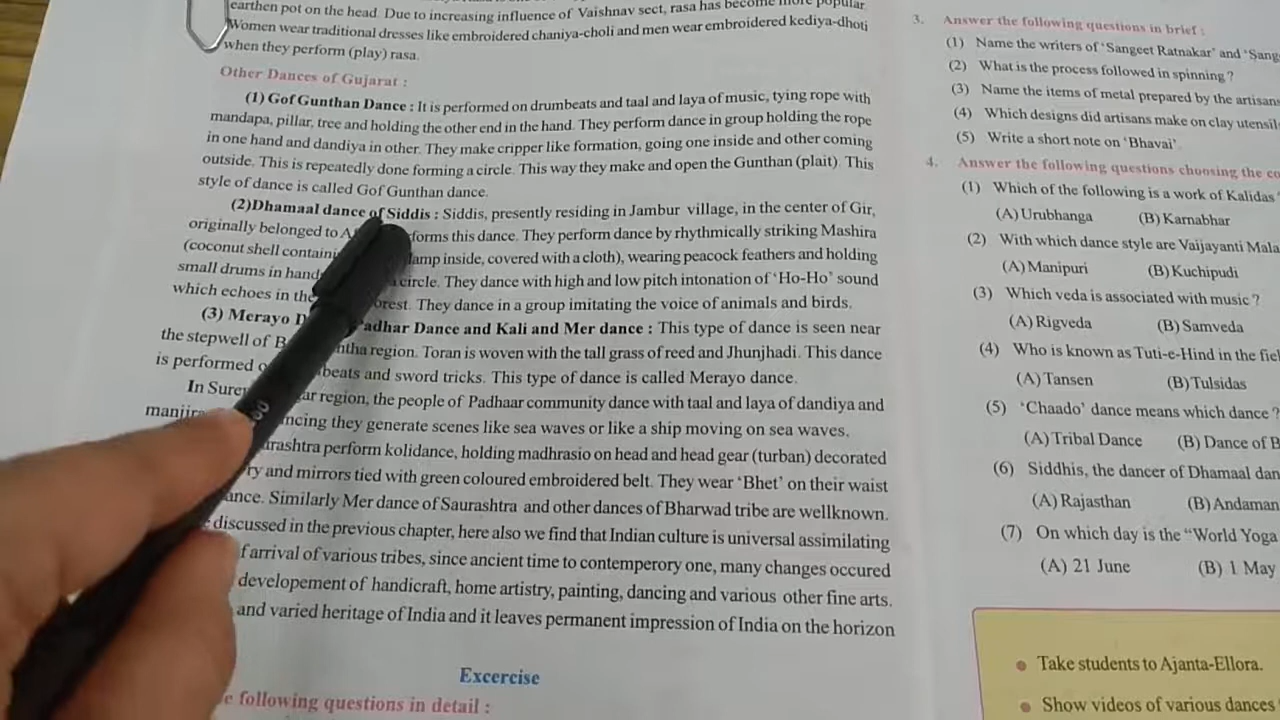 earthen pot on the head. Due to increasing influence of Vaishnav sect, rasa has become more popular
Women wear traditional dresses like embroidered chaniya-choli and men wear embroidered kediya-dhoti
when they perform (play) rasa.
Other Dances of Gujarat :
(1) Gof Gunthan Dance : It is performed on drumbeats and taal and laya of music, tying rope with
mandapa, pillar, tree and holding the other end in the hand. They perform dance in group holding the rope
in one hand and dandiya in other. They make cripper like formation, going one inside and other coming
outside. This is repeatedly done forming a circle. This way they make and open the Gunthan (plait). This
style of dance is called Gof Gunthan dance.
(2)Dhamaal dance of Siddis : Siddis, presently residing in Jambur village, in the center of Gir,
originally belonged to this dance. They perform dance by rhythmically striking Mashira
(coconut shell inside, covered with a cloth), wearing peacock feathers and holding
small drums in circle. They dance with high and low pitch intonation of 'Ho-Ho' sound
which echoes in the They dance in a group imitating the voice of animals and birds.
(3) Merayo Dance and Kali and Mer dance : This type of dance is seen near
the stepwell of region. Toran is woven with the tall grass of reed and Jhunjhadi. This dance
is performed and sword tricks. This type of dance is called Merayo dance.
In region, the people of Padhaar community dance with taal and laya of dandiya and
they generate scenes like sea waves or like a ship moving on sea waves.
perform kolidance, holding madhrasio on head and head gear (turban) decorated
and mirrors tied with green coloured embroidered belt. They wear 'Bhet' on their waist
Similarly Mer dance of Saurashtra and other dances of Bharwad tribe are wellknown.
discussed in the previous chapter, here also we find that Indian culture is universal assimilating
arrival of various tribes, since ancient time to contemperory one, many changes occured
developement of handicraft, home artistry, painting, dancing and various other fine arts.
and varied heritage of India and it leaves permanent impression of India on the horizon
Excercise
following questions in detail :
3. Answer the following questions in brief :
(1) Name the writers of 'Sangeet Ratnakar' and
(2) What is the process followed in spinning ?
(3) Name the items of metal prepared by the artisans
(4) Which designs did artisans make on clay
(5) Write a short note on 'Bhavai'
4. Answer the following questions choosing the
(1) Which of the following is a work of Kalidas
(A) Urubhanga (B) Karnabhar
(2) With which dance style are Vaijayanti Mala
(A) Manipuri (B) Kuchipudi
(3) Which veda is associated with music ?
(A) Rigveda (B) Samveda
(4) Who is known as Tuti-e-Hind in the
(A) Tansen (B) Tulsidas
(5) 'Chaado' dance means which dance ?
(A) Tribal Dance (B) Dance of
(6) Siddhis, the dancer of Dhamaal
(A) Rajasthan (B) Andaman
(7) On which day is the "World Yoga
(A) 21 June (B) 1 May
• Take students to Ajanta-Ellora.
• Show videos of various dances